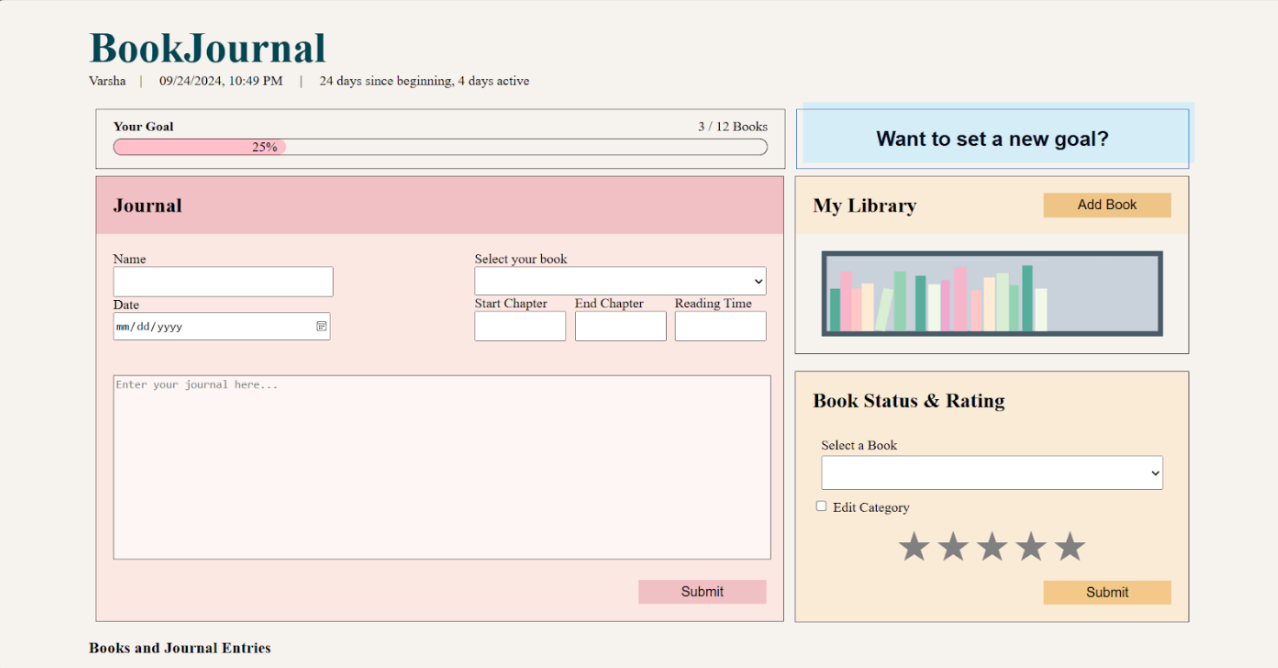 BookJournal
Varsha | 09/24/2024, 10:49 PM | 24 days since beginning, 4 days active
Your Goal 3 / 12 Books
25%
Want to set a new goal?
Journal
Name
Date
mm/dd/yyyy
Select your book
Start Chapter End Chapter Reading Time
Enter your journal here...
Submit
My Library Add Book
Book Status & Rating
Select a Book
Edit Category
Submit
Books and Journal Entries